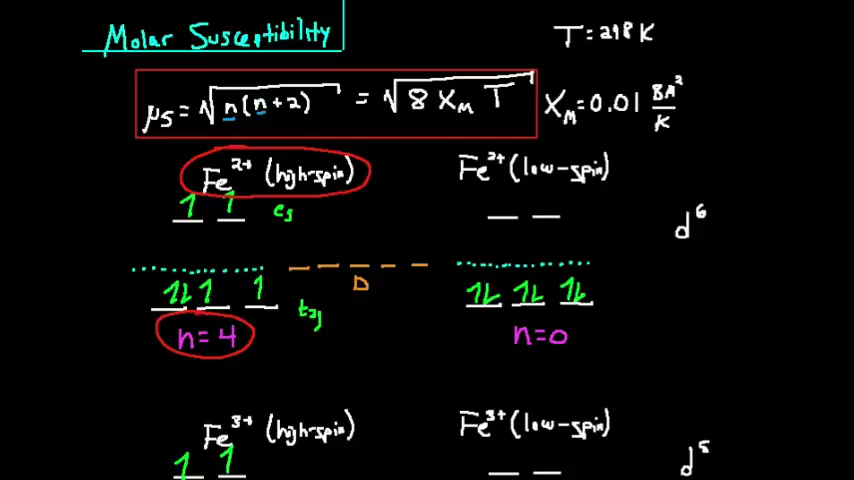 Molar Susceptibility
T = 298 K
μs = √n(n+2) = √8 XM T
XM = 0.01 BM²/K
Fe²⁺ (high-spin)
Fe²⁺ (low-spin)
eg
d⁶
D
t2g
n = 4
n = 0
Fe³⁺ (high-spin)
Fe³⁺ (low-spin)
d⁵